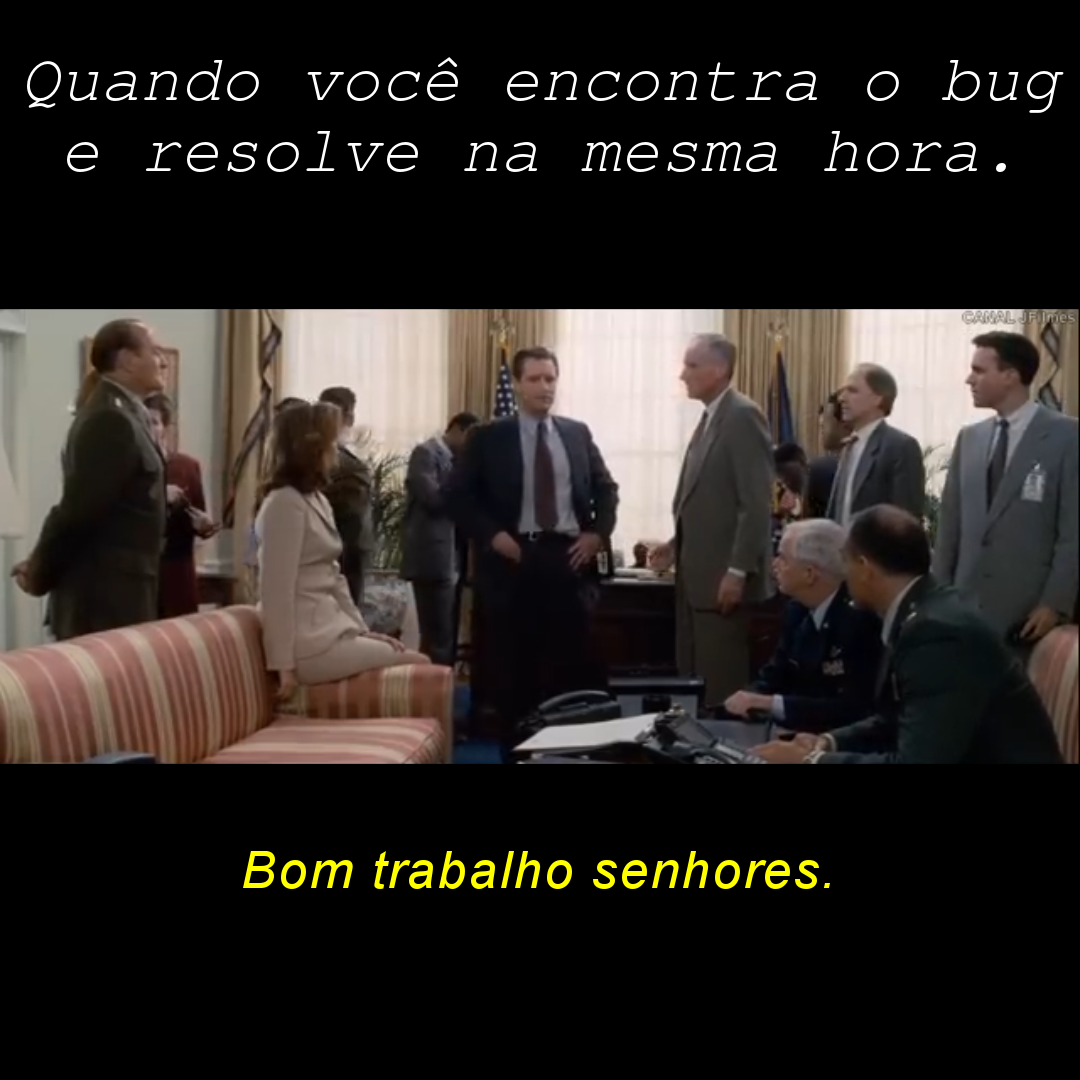 Quando você encontra o bug
e resolve na mesma hora.
CANAL JFilmes
Bom trabalho senhores.